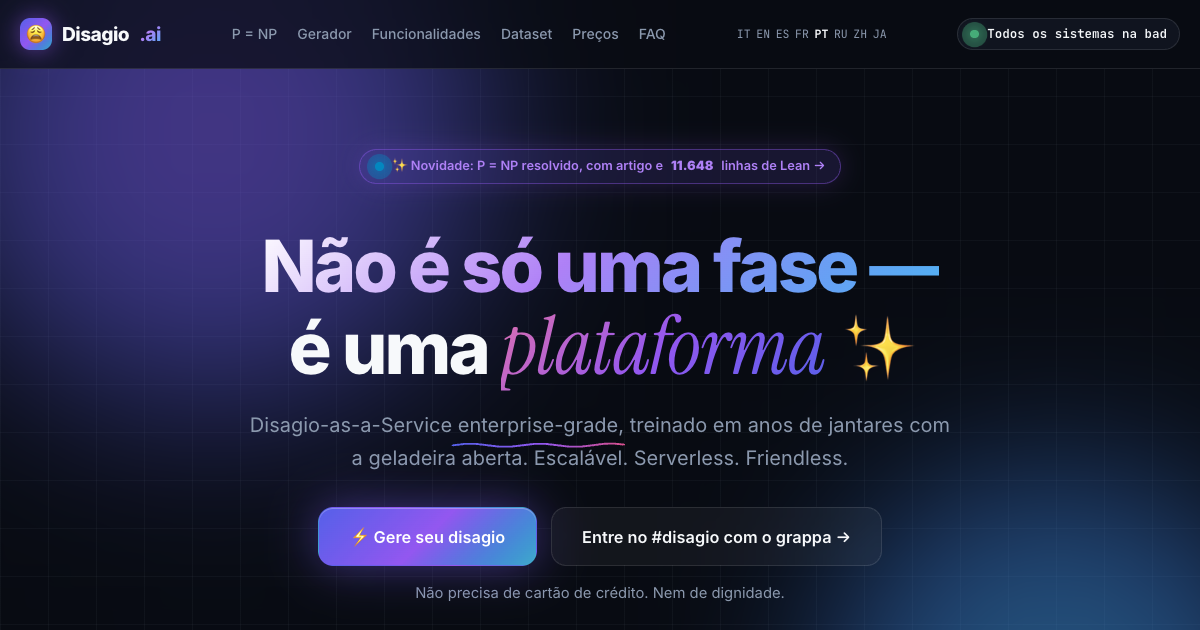 Disagio .ai
P = NP Gerador Funcionalidades Dataset Preços FAQ
IT EN ES FR PT RU ZH JA
Todos os sistemas na bad
✨ Novidade: P = NP resolvido, com artigo e 11.648 linhas de Lean →
Não é só uma fase —
é uma plataforma ✨
Disagio-as-a-Service enterprise-grade, treinado em anos de jantares com
a geladeira aberta. Escalável. Serverless. Friendless.
⚡ Gere seu disagio
Entre no #disagio com o grappa →
Não precisa de cartão de crédito. Nem de dignidade.